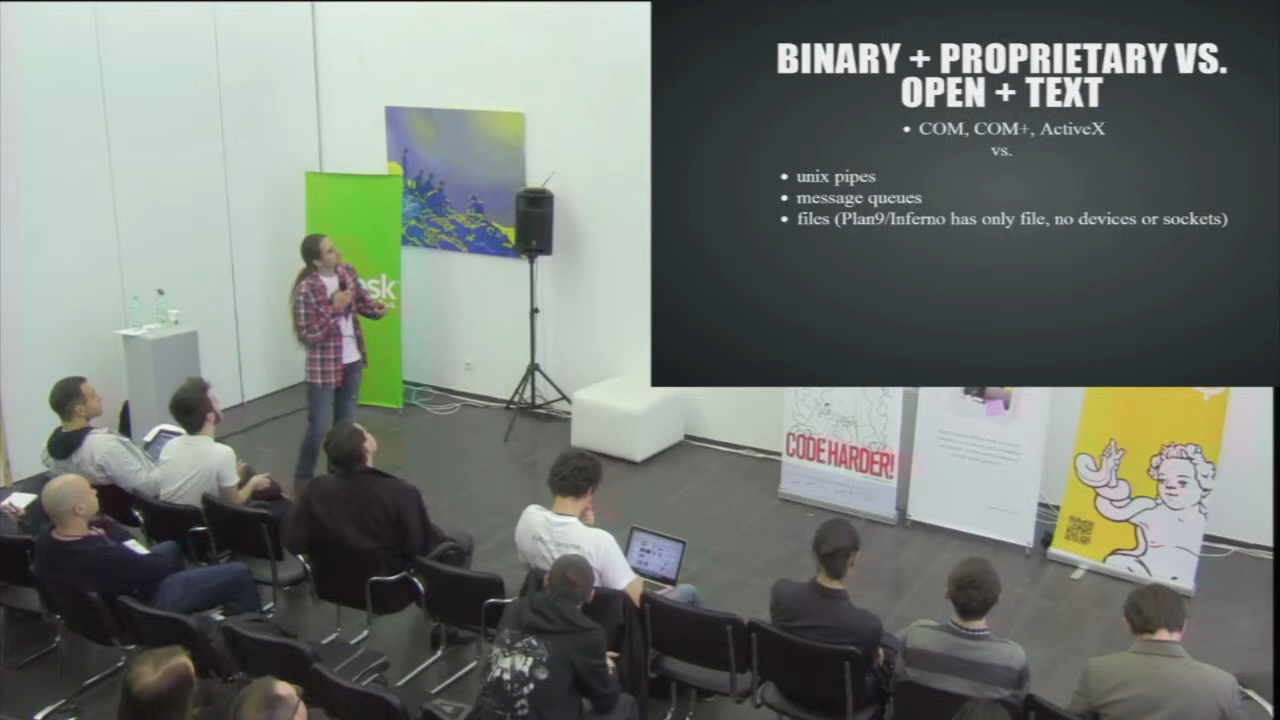 BINARY + PROPRIETARY VS.
OPEN + TEXT
• COM, COM+, ActiveX
vs.
• unix pipes
• message queues
• files (Plan9/Inferno has only file, no devices or sockets)
esk
CODE HARDER!